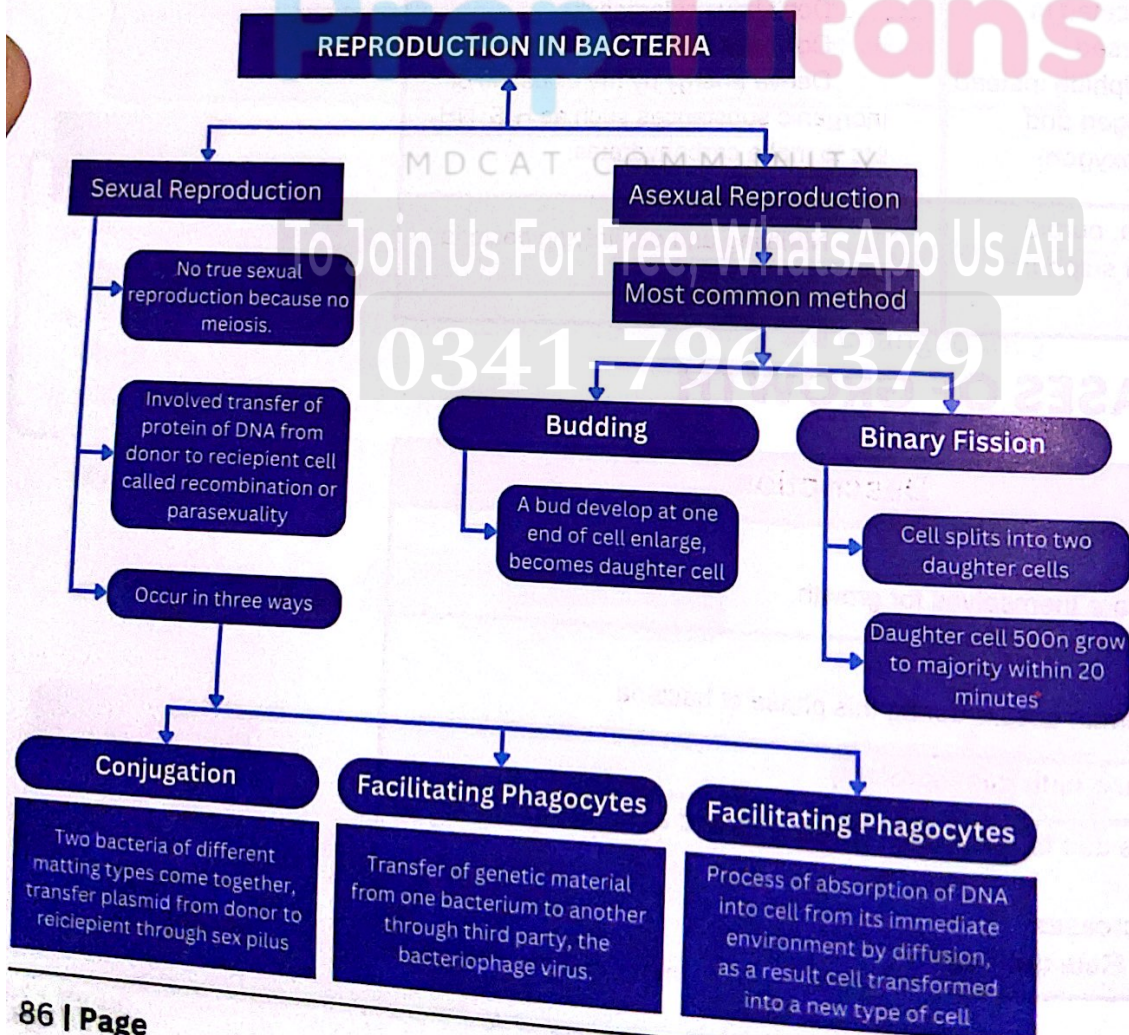 Prep Titans
REPRODUCTION IN BACTERIA
MDCAT COMMUNITY
Sexual Reproduction
Asexual Reproduction
To Join Us For Free; WhatsApp Us At!
No true sexual
reproduction because no
meiosis.
Most common method
0341-7964379
Involved transfer of
protein of DNA from
donor to reciepient cell
called recombination or
parasexuality
Budding
Binary Fission
A bud develop at one
end of cell enlarge,
becomes daughter cell
Cell splits into two
daughter cells
Occur in three ways
Daughter cell 500n grow
to majority within 20
minutes
Conjugation
Facilitating Phagocytes
Facilitating Phagocytes
Two bacteria of different
matting types come together,
transfer plasmid from donor to
reiciepient through sex pilus
Transfer of genetic material
from one bacterium to another
through third party, the
bacteriophage virus.
Process of absorption of DNA
into cell from its immediate
environment by diffusion,
as a result cell transformed
into a new type of cell
86 | Page